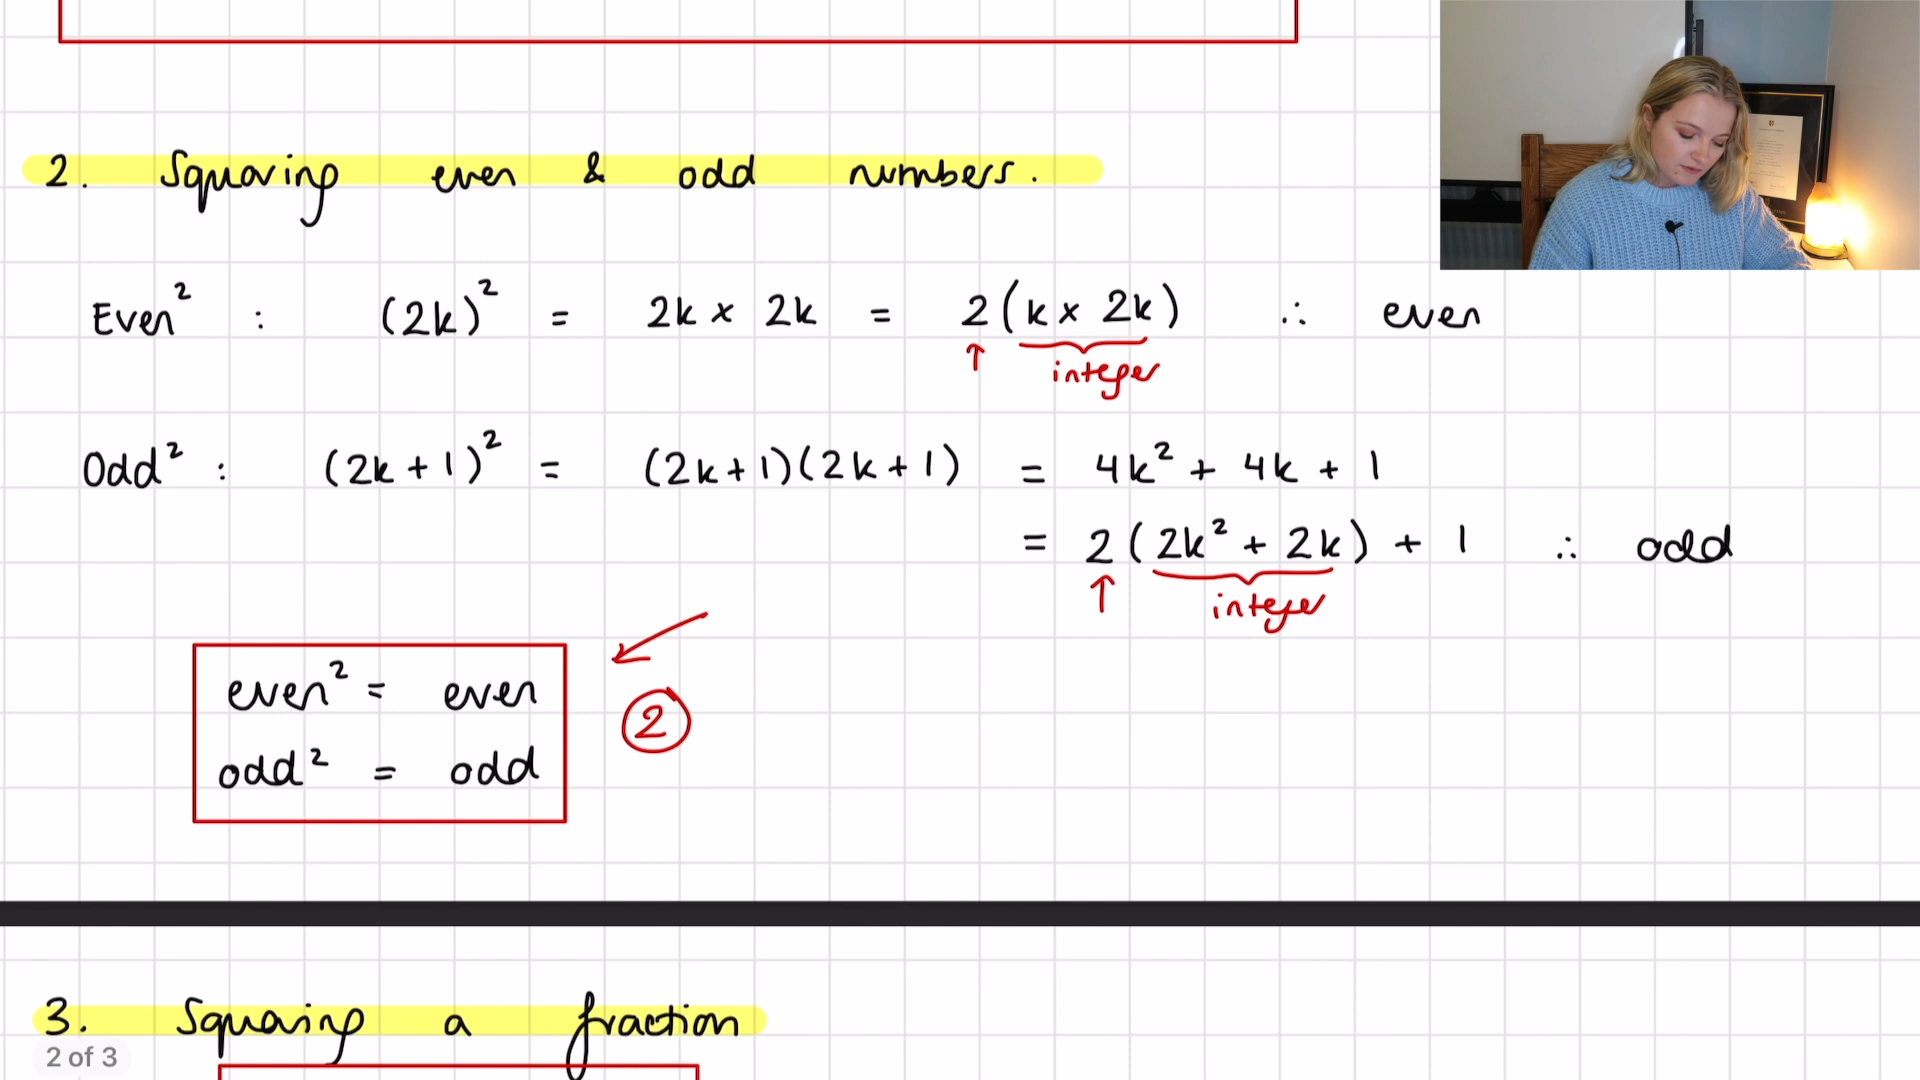 2. Squaring even & odd numbers.
Even² : (2k)² = 2k × 2k = 2(k × 2k) ∴ even
↑ integer
Odd² : (2k+1)² = (2k+1)(2k+1) = 4k² + 4k + 1
= 2(2k² + 2k) + 1 ∴ odd
↑ integer
even² = even
②
odd² = odd
3. Squaring a fraction
2 of 3